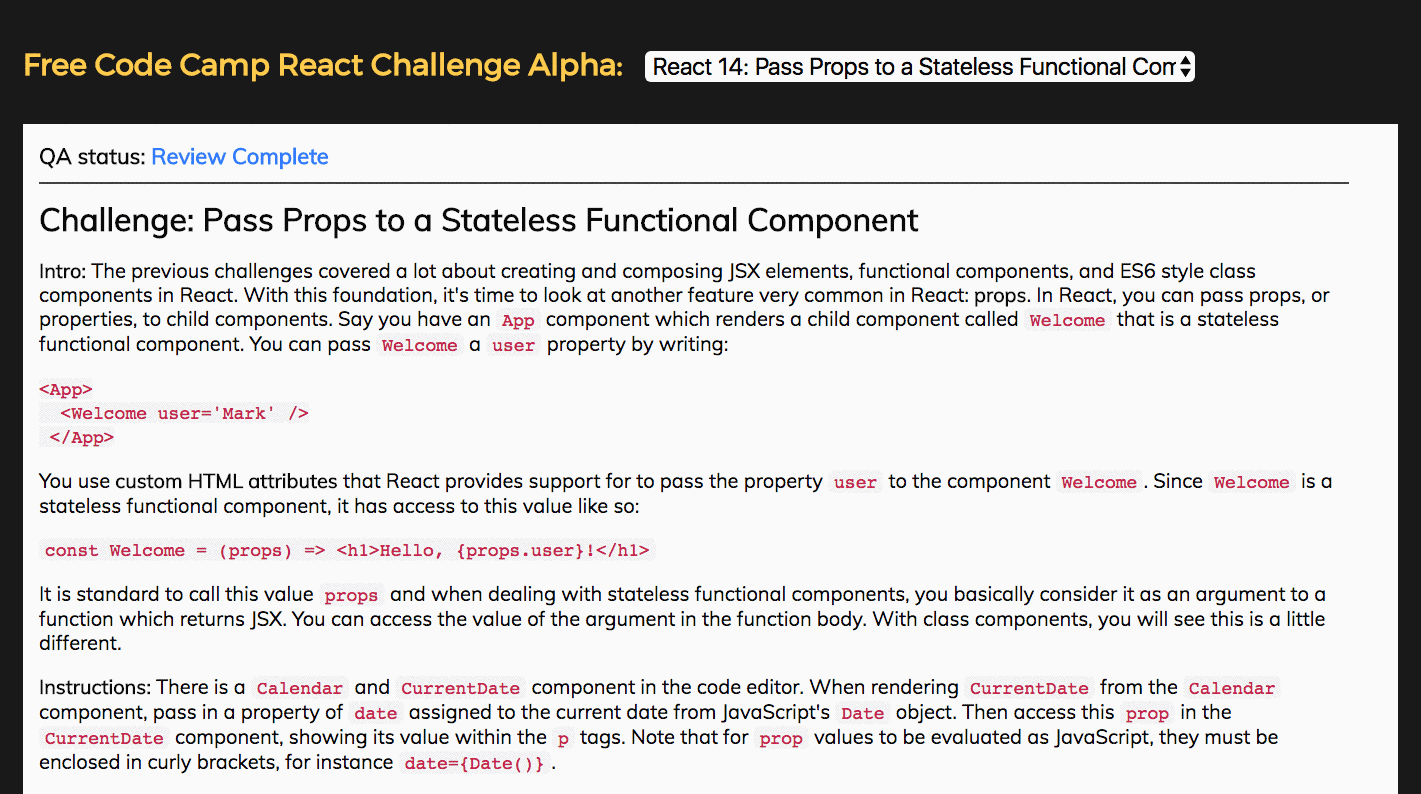 Free Code Camp React Challenge Alpha:
React 14: Pass Props to a Stateless Functional Com
QA status: Review Complete
Challenge: Pass Props to a Stateless Functional Component
Intro: The previous challenges covered a lot about creating and composing JSX elements, functional components, and ES6 style class
components in React. With this foundation, it's time to look at another feature very common in React: props. In React, you can pass props, or
properties, to child components. Say you have an App component which renders a child component called Welcome that is a stateless
functional component. You can pass Welcome a user property by writing:
<App>
  <Welcome user='Mark' />
 </App>
You use custom HTML attributes that React provides support for to pass the property user to the component Welcome . Since Welcome is a
stateless functional component, it has access to this value like so:
const Welcome = (props) => <h1>Hello, {props.user}!</h1>
It is standard to call this value props and when dealing with stateless functional components, you basically consider it as an argument to a
function which returns JSX. You can access the value of the argument in the function body. With class components, you will see this is a little
different.
Instructions: There is a Calendar and CurrentDate component in the code editor. When rendering CurrentDate from the Calendar
component, pass in a property of date assigned to the current date from JavaScript's Date object. Then access this prop in the
CurrentDate component, showing its value within the p tags. Note that for prop values to be evaluated as JavaScript, they must be
enclosed in curly brackets, for instance date={Date()} .